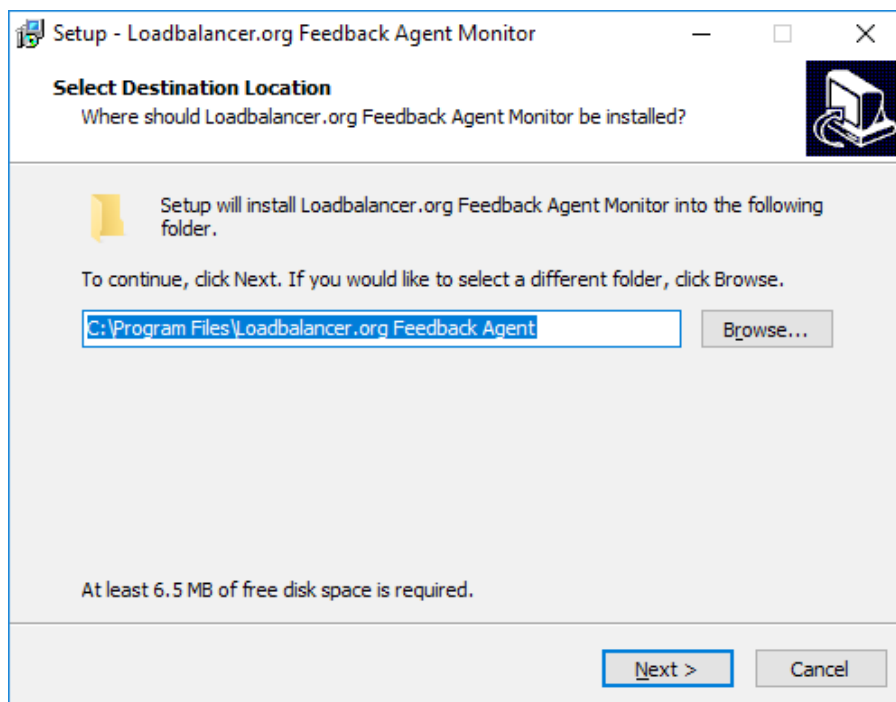 Setup - Loadbalancer.org Feedback Agent Monitor
Select Destination Location
Where should Loadbalancer.org Feedback Agent Monitor be installed?
Setup will install Loadbalancer.org Feedback Agent Monitor into the following
folder.
To continue, click Next. If you would like to select a different folder, click Browse.
C:\Program Files\Loadbalancer.org Feedback Agent
Browse...
At least 6.5 MB of free disk space is required.
Next >
Cancel